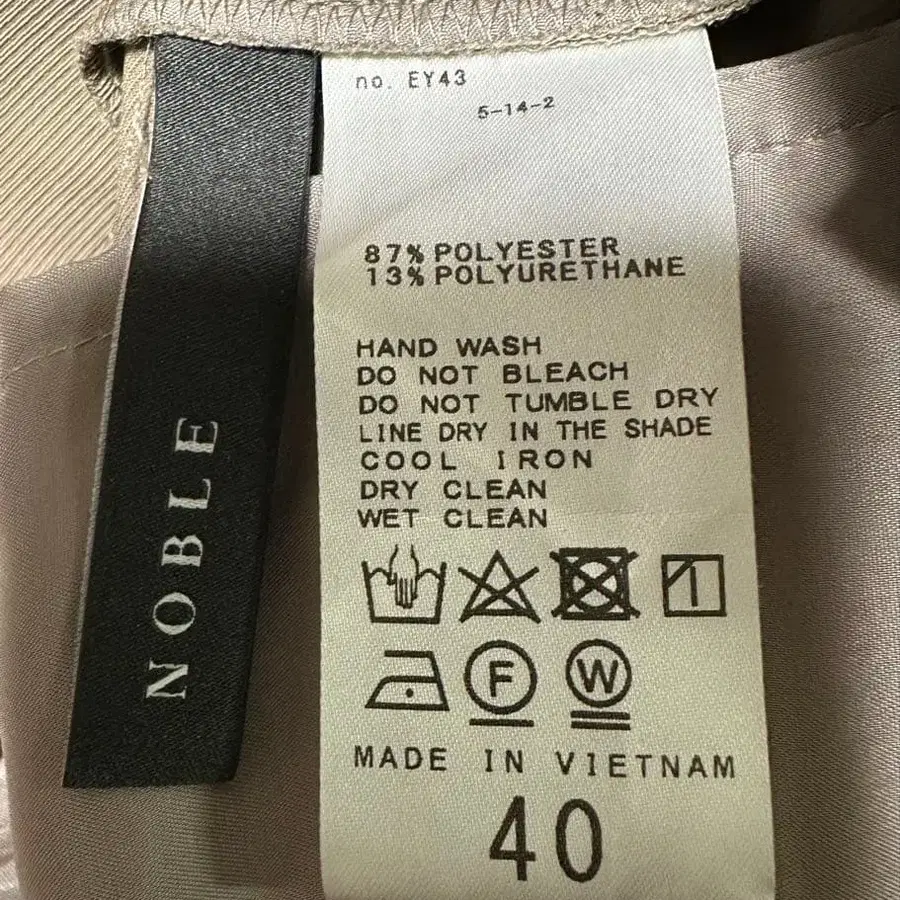 no. EY43
5-14-2
87% POLYESTER
13% POLYURETHANE
HAND WASH
DO NOT BLEACH
DO NOT TUMBLE DRY
LINE DRY IN THE SHADE
COOL IRON
DRY CLEAN
WET CLEAN
F W
MADE IN VIETNAM
40
NOBLE